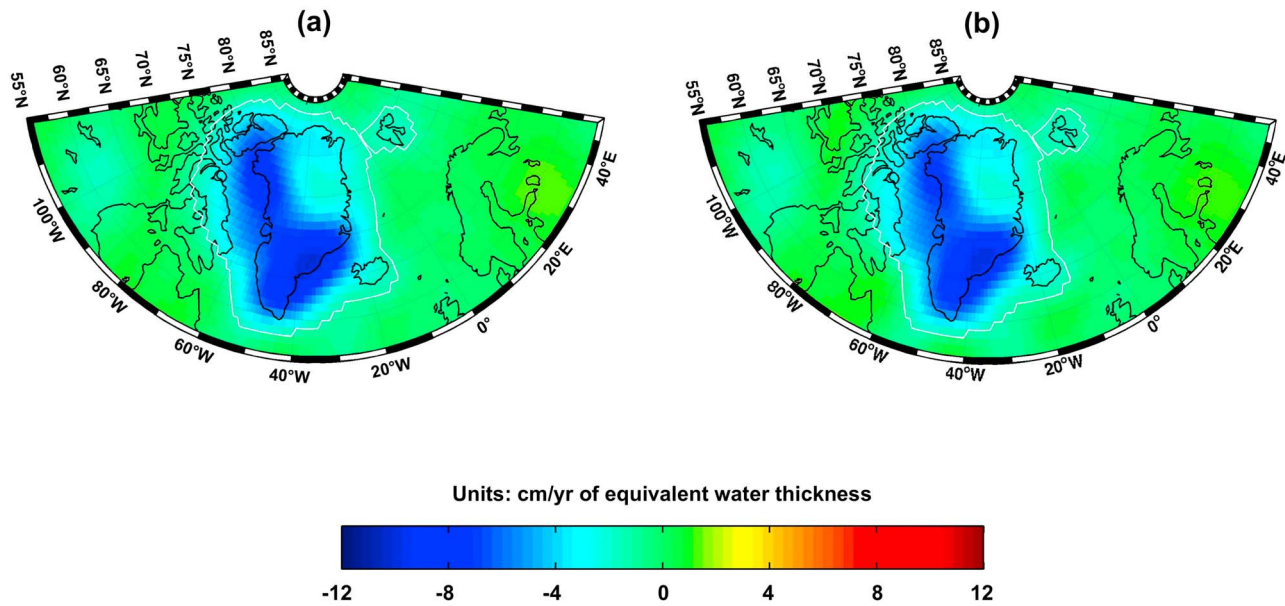 (a)
(b)
55°N 60°N 65°N 70°N 75°N 80°N 85°N
55°N 60°N 65°N 70°N 75°N 80°N 85°N
100°W 80°W 60°W 40°W 20°W 0° 20°E 40°E
100°W 80°W 60°W 40°W 20°W 0° 20°E 40°E
Units: cm/yr of equivalent water thickness
-12 -8 -4 0 4 8 12